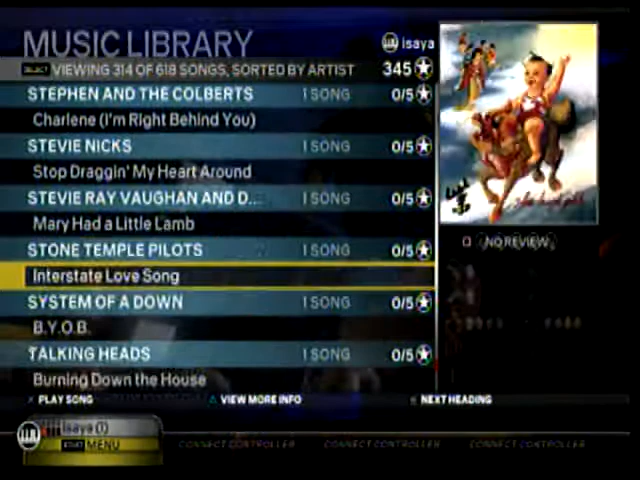 MUSIC LIBRARY
isaya
SELECT VIEWING 314 OF 618 SONGS, SORTED BY ARTIST 345
STEPHEN AND THE COLBERTS 1 SONG 0/5
Charlene (I'm Right Behind You)
STEVIE NICKS 1 SONG 0/5
Stop Draggin' My Heart Around
STEVIE RAY VAUGHAN AND D... 1 SONG 0/5
Mary Had a Little Lamb
STONE TEMPLE PILOTS 1 SONG 0/5
Interstate Love Song
SYSTEM OF A DOWN 1 SONG 0/5
B.Y.O.B.
TALKING HEADS 1 SONG 0/5
Burning Down the House
NO REVIEW
PLAY SONG VIEW MORE INFO NEXT HEADING
isaya (1)
START MENU
CONNECT CONTROLLER CONNECT CONTROLLER CONNECT CONTROLLER